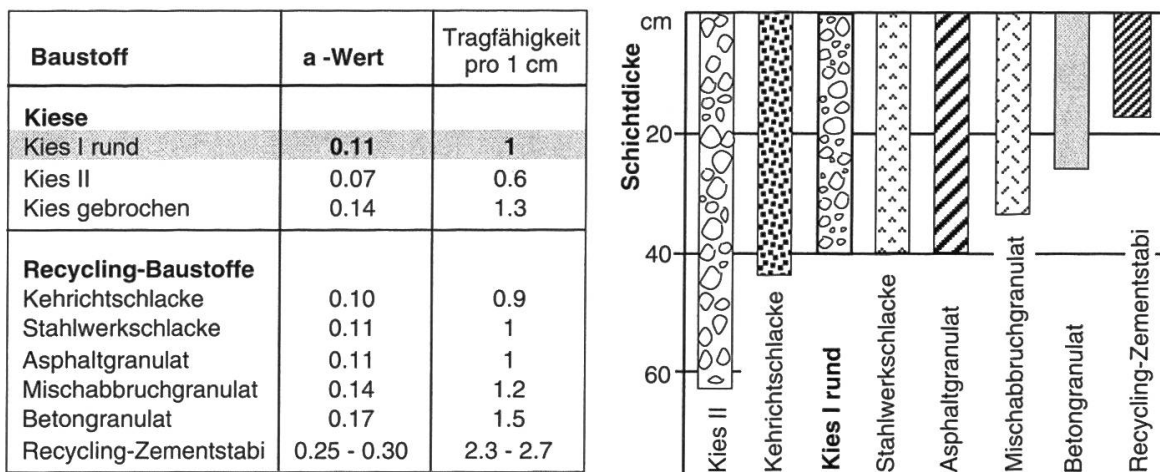 Baustoff a -Wert Tragfähigkeit pro 1 cm
Kiese
Kies I rund 0.11 1
Kies II 0.07 0.6
Kies gebrochen 0.14 1.3
Recycling-Baustoffe
Kehrichtschlacke 0.10 0.9
Stahlwerkschlacke 0.11 1
Asphaltgranulat 0.11 1
Mischabbruchgranulat 0.14 1.2
Betongranulat 0.17 1.5
Recycling-Zementstabi 0.25 - 0.30 2.3 - 2.7
cm
Schichtdicke
20
40
60
Kies II
Kehrichtschlacke
Kies I rund
Stahlwerkschlacke
Asphaltgranulat
Mischabbruchgranulat
Betongranulat
Recycling-Zementstabi